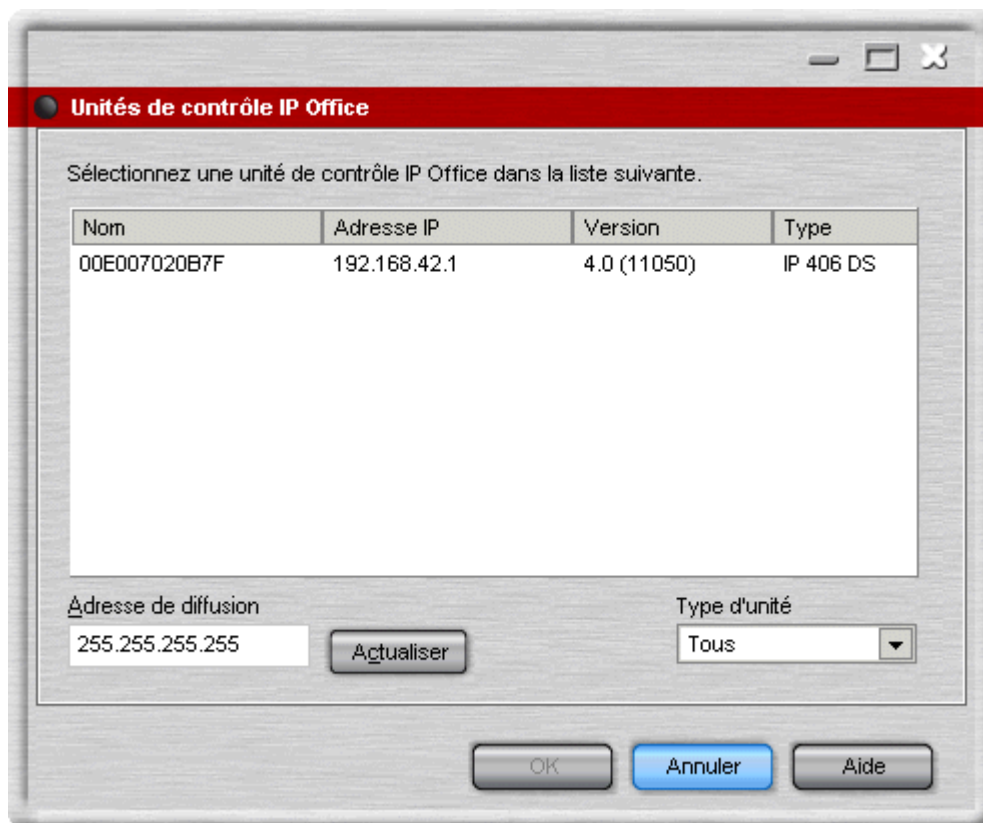 Unités de contrôle IP Office
Sélectionnez une unité de contrôle IP Office dans la liste suivante.
Nom Adresse IP Version Type
00E007020B7F 192.168.42.1 4.0 (11050) IP 406 DS
Adresse de diffusion Type d'unité
255.255.255.255 Actualiser Tous
OK Annuler Aide